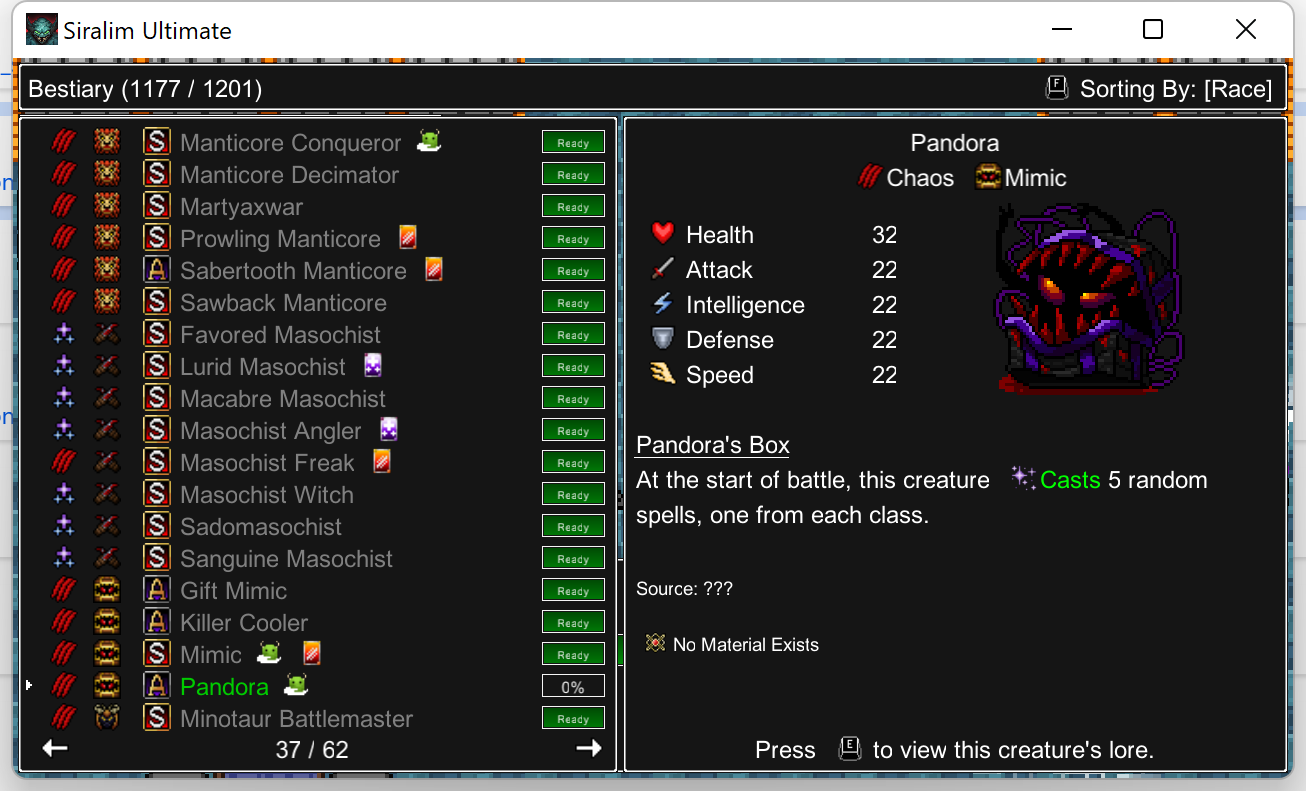 Siralim Ultimate
Bestiary (1177 / 1201)
F Sorting By: [Race]
S Manticore Conqueror Ready
S Manticore Decimator Ready
S Martyaxwar Ready
S Prowling Manticore Ready
A Sabertooth Manticore Ready
S Sawback Manticore Ready
S Favored Masochist Ready
S Lurid Masochist Ready
S Macabre Masochist Ready
S Masochist Angler Ready
S Masochist Freak Ready
S Masochist Witch Ready
S Sadomasochist Ready
S Sanguine Masochist Ready
A Gift Mimic Ready
A Killer Cooler Ready
S Mimic Ready
A Pandora 0%
S Minotaur Battlemaster Ready
37 / 62
Pandora
Chaos Mimic
Health 32
Attack 22
Intelligence 22
Defense 22
Speed 22
Pandora's Box
At the start of battle, this creature Casts 5 random
spells, one from each class.
Source: ???
No Material Exists
Press E to view this creature's lore.